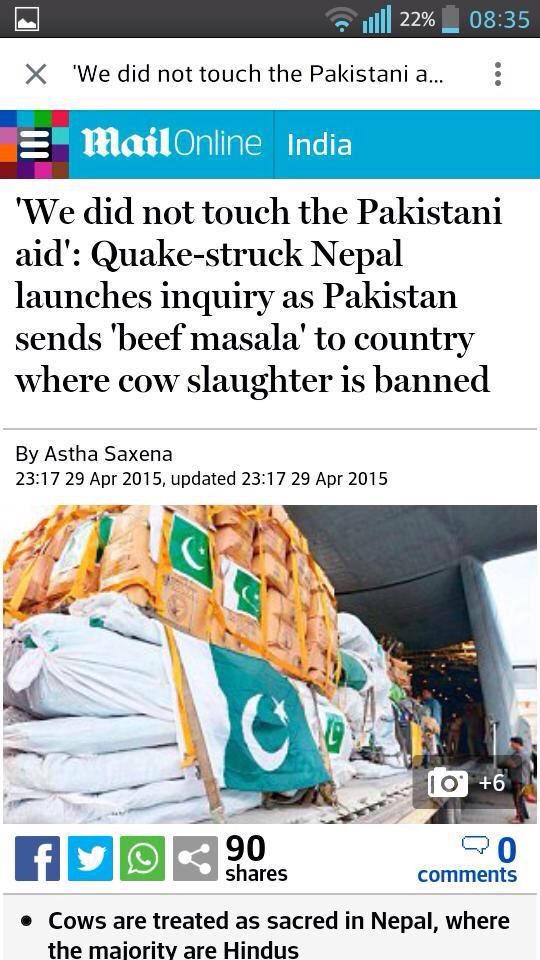 22% 08:35
'We did not touch the Pakistani a...
Mail Online India
'We did not touch the Pakistani
aid': Quake-struck Nepal
launches inquiry as Pakistan
sends 'beef masala' to country
where cow slaughter is banned
By Astha Saxena
23:17 29 Apr 2015, updated 23:17 29 Apr 2015
+6
90
shares
0
comments
Cows are treated as sacred in Nepal, where
the majority are Hindus